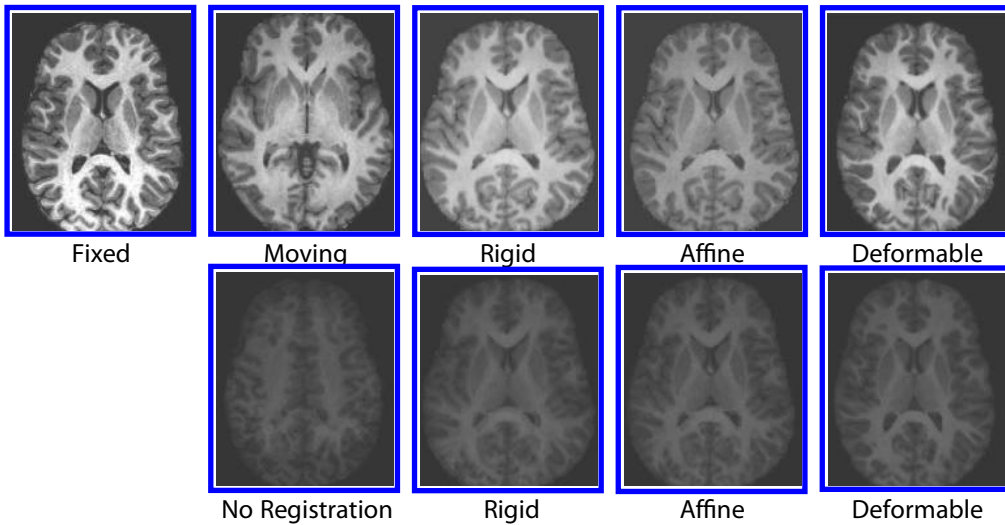 Fixed
Moving
Rigid
Affine
Deformable
No Registration
Rigid
Affine
Deformable